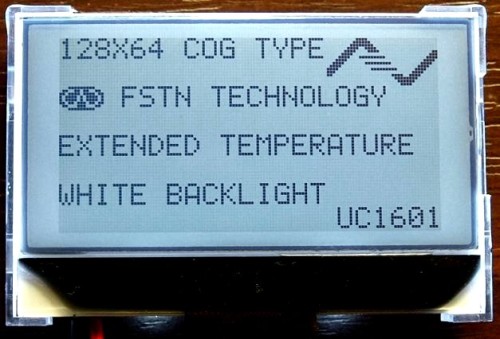 128X64 COG TYPE
FSTN TECHNOLOGY
EXTENDED TEMPERATURE
WHITE BACKLIGHT
UC1601